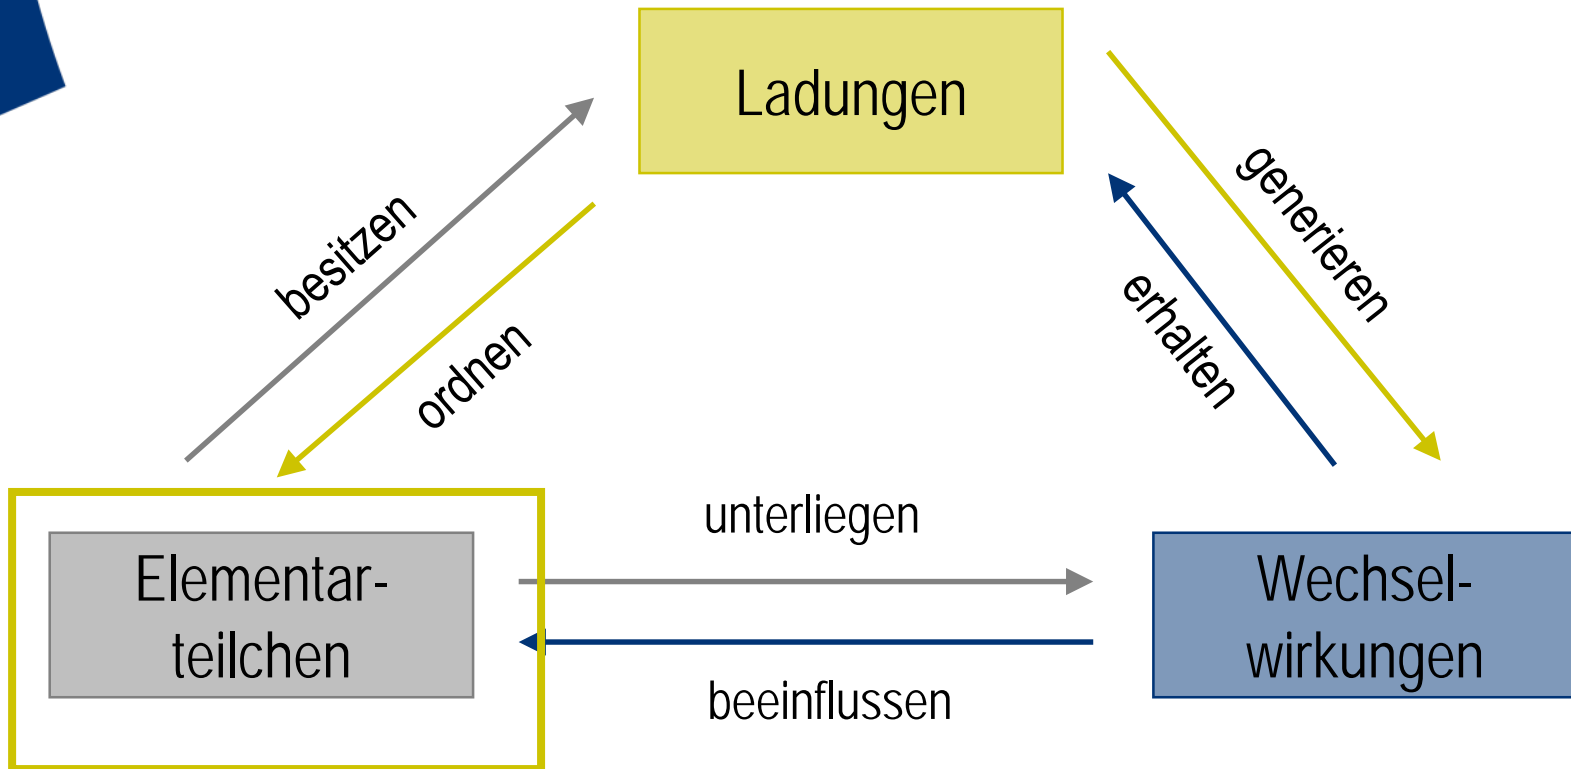 Ladungen
besitzen
generieren
erhalten
ordnen
unterliegen
Elementar-
teilchen
Wechsel-
wirkungen
beeinflussen